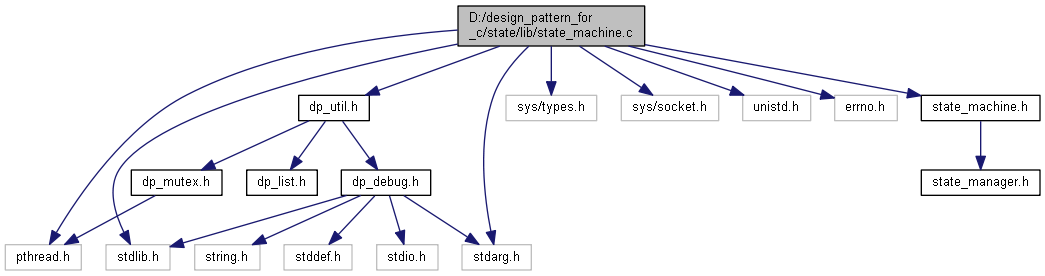 D:/design_pattern_for
_c/state/lib/state_machine.c
dp_util.h
sys/types.h
sys/socket.h
unistd.h
errno.h
state_machine.h
dp_mutex.h
dp_list.h
dp_debug.h
state_manager.h
pthread.h
stdlib.h
string.h
stddef.h
stdio.h
stdarg.h